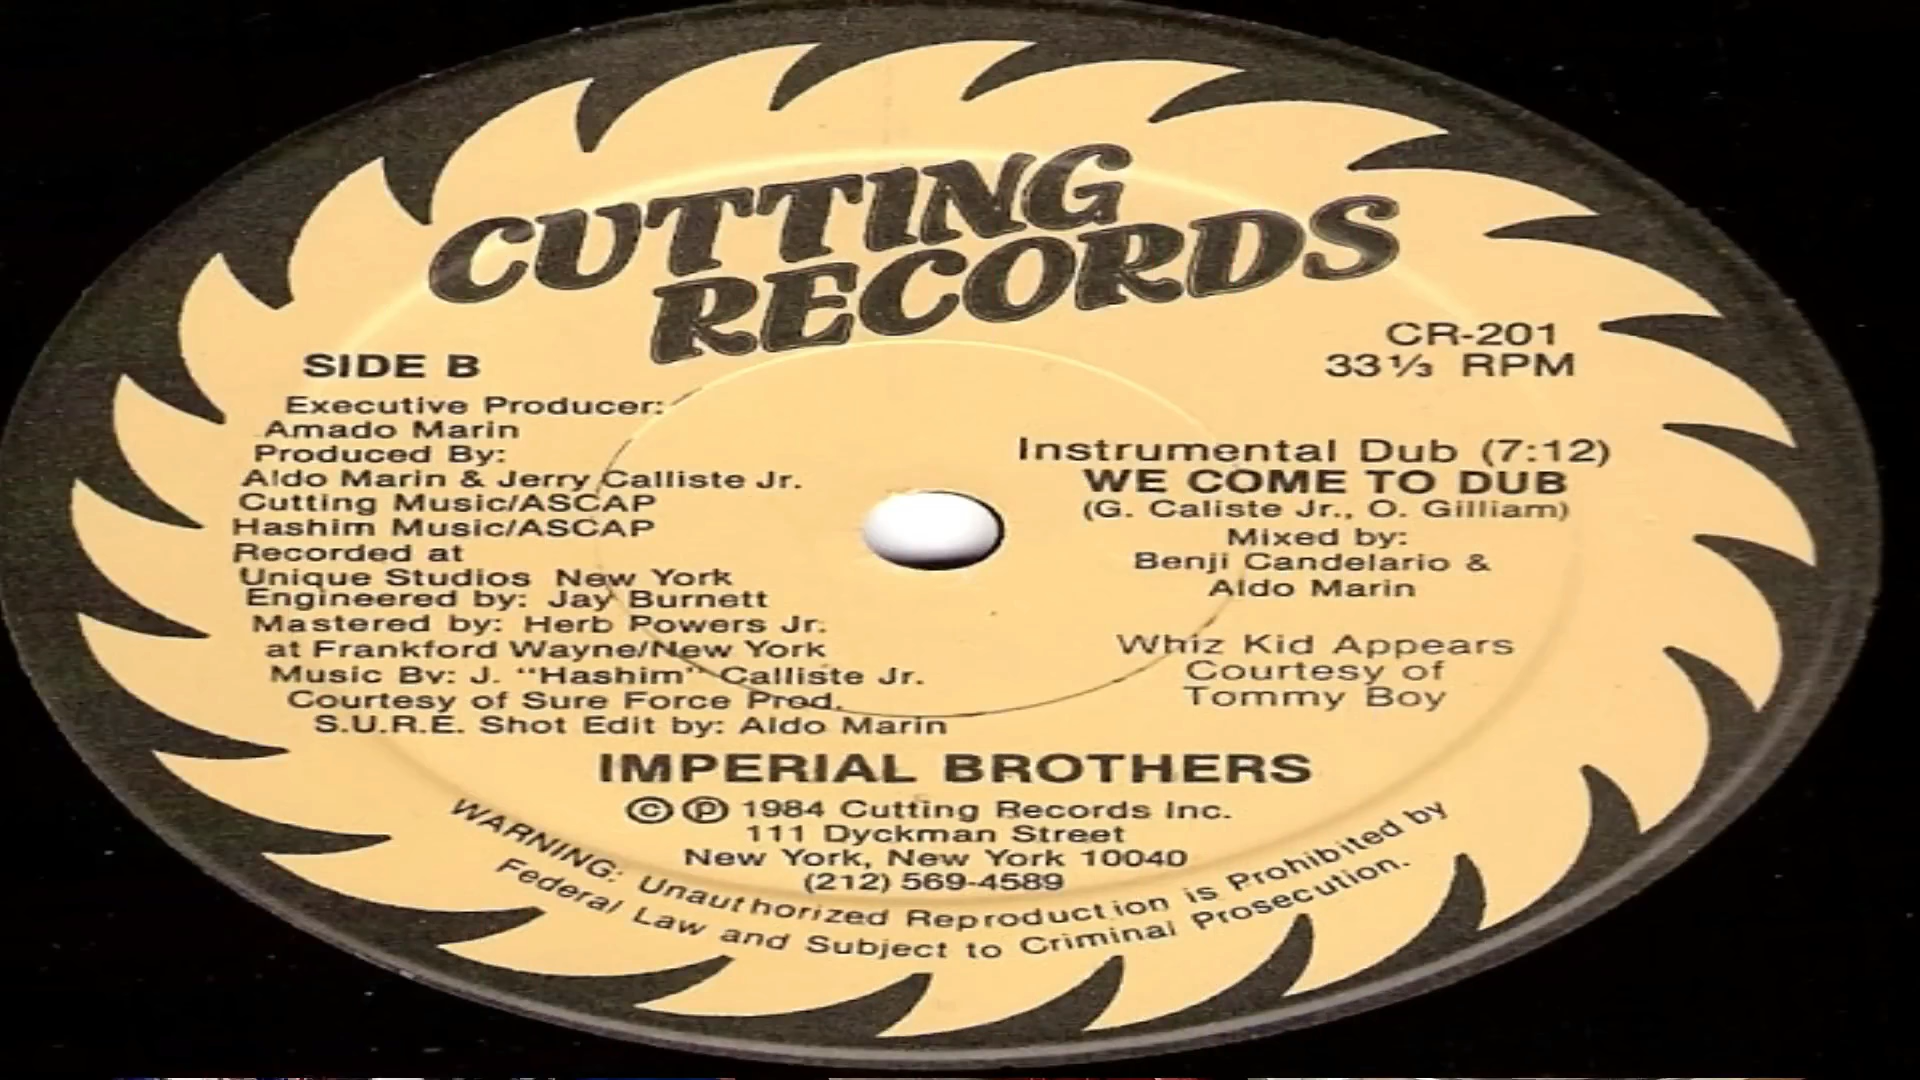 CUTTING
RECORDS
CR-201
33 1/3 RPM
SIDE B
Executive Producer:
Amado Marin
Produced By:
Aldo Marin & Jerry Calliste Jr.
Cutting Music/ASCAP
Hashim Music/ASCAP
Recorded at
Unique Studios New York
Engineered by: Jay Burnett
Mastered by: Herb Powers Jr.
at Frankford Wayne/New York
Music By: J. "Hashim" Calliste Jr.
Courtesy of Sure Force Prod.
S.U.R.E. Shot Edit by: Aldo Marin
Instrumental Dub (7:12)
WE COME TO DUB
(G. Caliste Jr., O. Gilliam)
Mixed by:
Benji Candelario &
Aldo Marin
Whiz Kid Appears
Courtesy of
Tommy Boy
IMPERIAL BROTHERS
© ℗ 1984 Cutting Records Inc.
111 Dyckman Street
New York, New York 10040
(212) 569-4589
WARNING: Unauthorized Reproduction is Prohibited by
Federal Law and Subject to Criminal Prosecution.